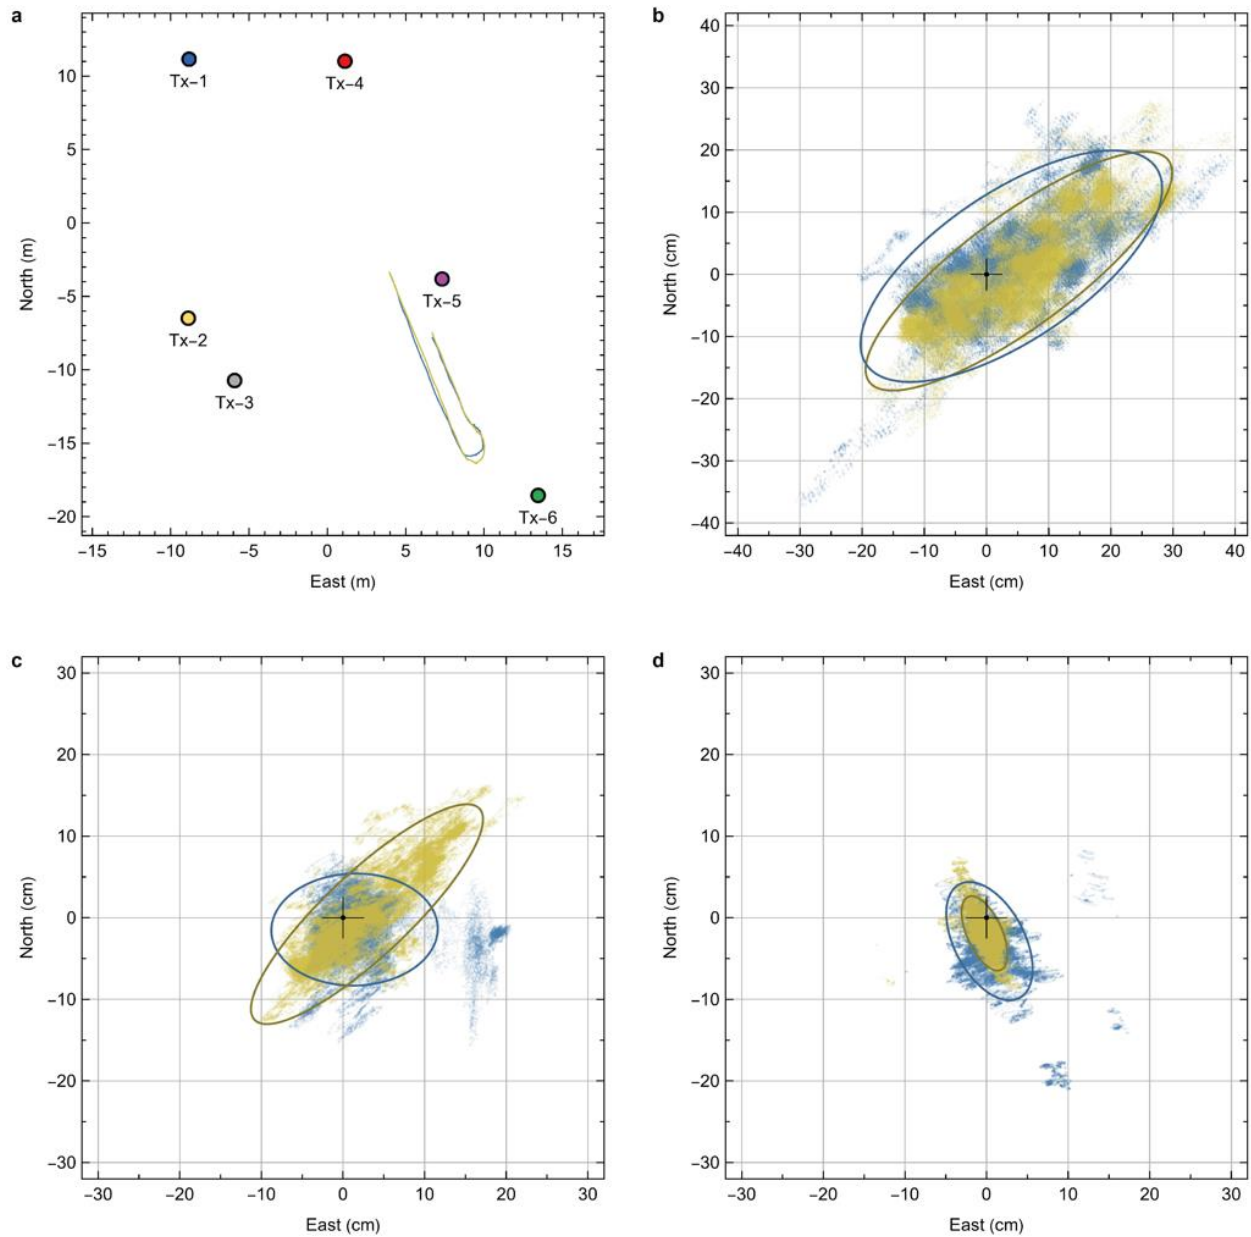 a
10
5
0
−5
−10
−15
−20
North (m)
Tx−1
Tx−4
Tx−5
Tx−2
Tx−3
Tx−6
−15 −10 −5 0 5 10 15
East (m)
b
40
30
20
10
0
−10
−20
−30
−40
North (cm)
−40 −30 −20 −10 0 10 20 30 40
East (cm)
c
30
20
10
0
−10
−20
−30
North (cm)
−30 −20 −10 0 10 20 30
East (cm)
d
30
20
10
0
−10
−20
−30
North (cm)
−30 −20 −10 0 10 20 30
East (cm)